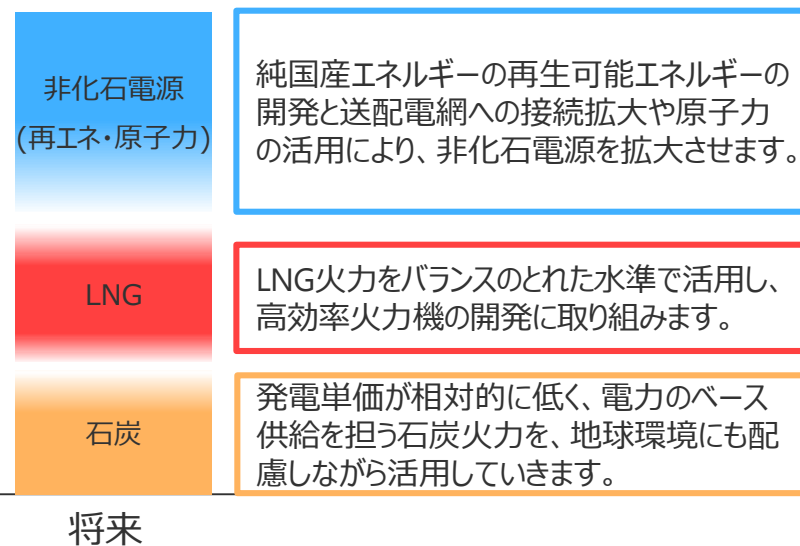 非化石電源
(再エネ・原子力)
純国産エネルギーの再生可能エネルギーの
開発と送配電網への接続拡大や原子力
の活用により、非化石電源を拡大させます。
LNG
LNG火力をバランスのとれた水準で活用し、
高効率火力機の開発に取り組みます。
石炭
発電単価が相対的に低く、電力のベース
供給を担う石炭火力を、地球環境にも配
慮しながら活用していきます。
将来